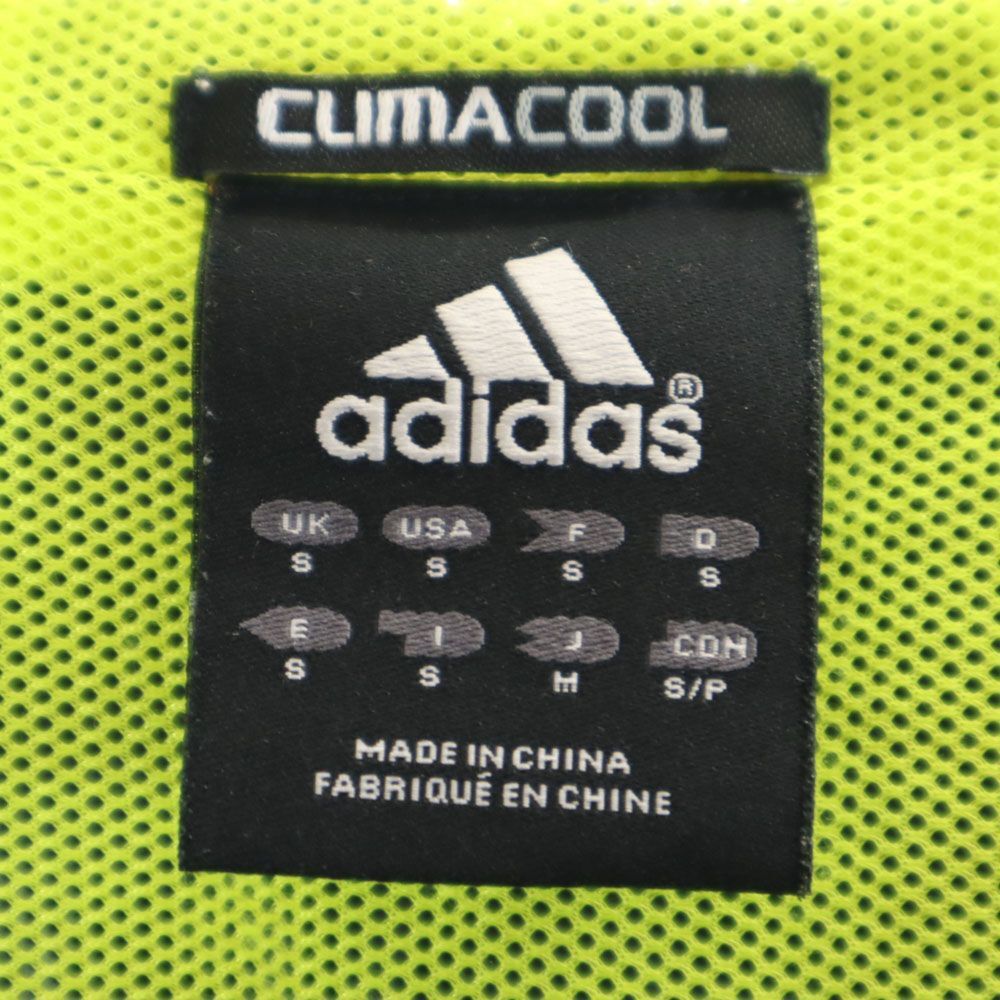 CLIMACOOL
adidas®
UK USA F D
S S S S
E I J CDN
S S M S/P
MADE IN CHINA
FABRIQUÉ EN CHINE